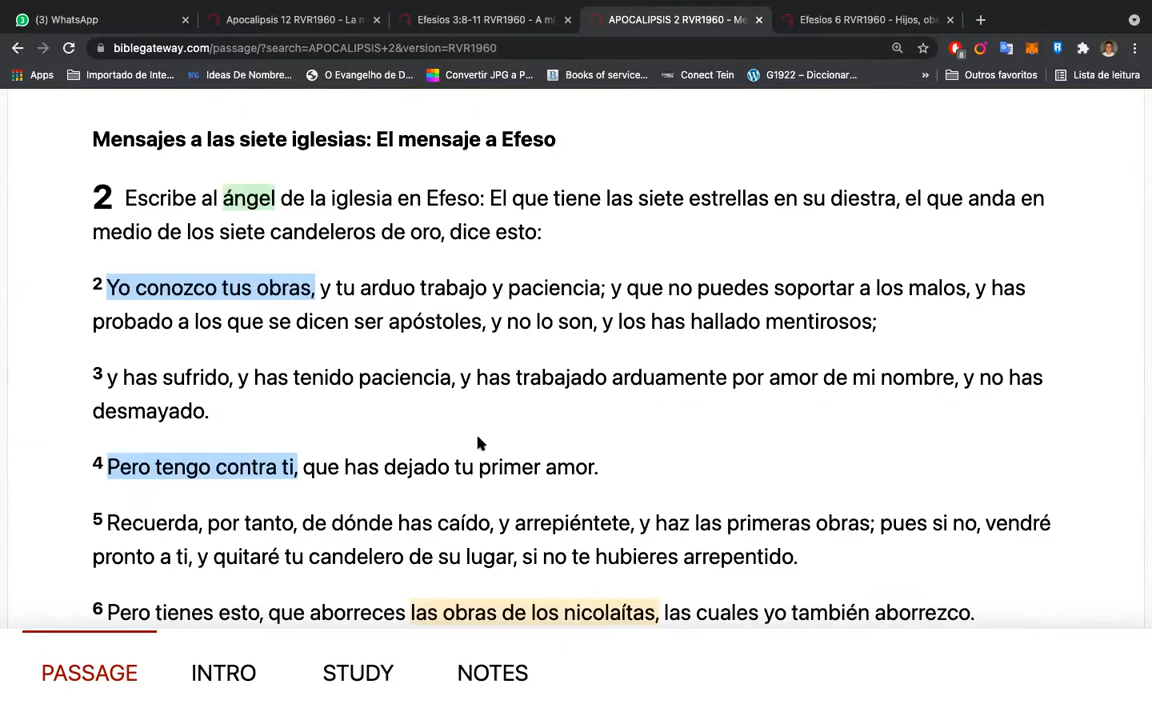 (3) WhatsApp
Apocalipsis 12 RVR1960 - La m
Efesios 3:8-11 RVR1960 - A mi
APOCALIPSIS 2 RVR1960 - Me
Efesios 6 RVR1960 - Hijos, obe
biblegateway.com/passage/?search=APOCALIPSIS+2&version=RVR1960
8
Apps
Importado de Inte...
Ideas De Nombre...
O Evangelho de D...
Convertir JPG a P...
Books of service...
Conect Tein
G1922 – Diccionar...
»
Outros favoritos
Lista de leitura
Mensajes a las siete iglesias: El mensaje a Efeso
2 Escribe al ángel de la iglesia en Efeso: El que tiene las siete estrellas en su diestra, el que anda en
medio de los siete candeleros de oro, dice esto:
2 Yo conozco tus obras, y tu arduo trabajo y paciencia; y que no puedes soportar a los malos, y has
probado a los que se dicen ser apóstoles, y no lo son, y los has hallado mentirosos;
3 y has sufrido, y has tenido paciencia, y has trabajado arduamente por amor de mi nombre, y no has
desmayado.
4 Pero tengo contra ti, que has dejado tu primer amor.
5 Recuerda, por tanto, de dónde has caído, y arrepiéntete, y haz las primeras obras; pues si no, vendré
pronto a ti, y quitaré tu candelero de su lugar, si no te hubieres arrepentido.
6 Pero tienes esto, que aborreces las obras de los nicolaítas, las cuales yo también aborrezco.
PASSAGE
INTRO
STUDY
NOTES